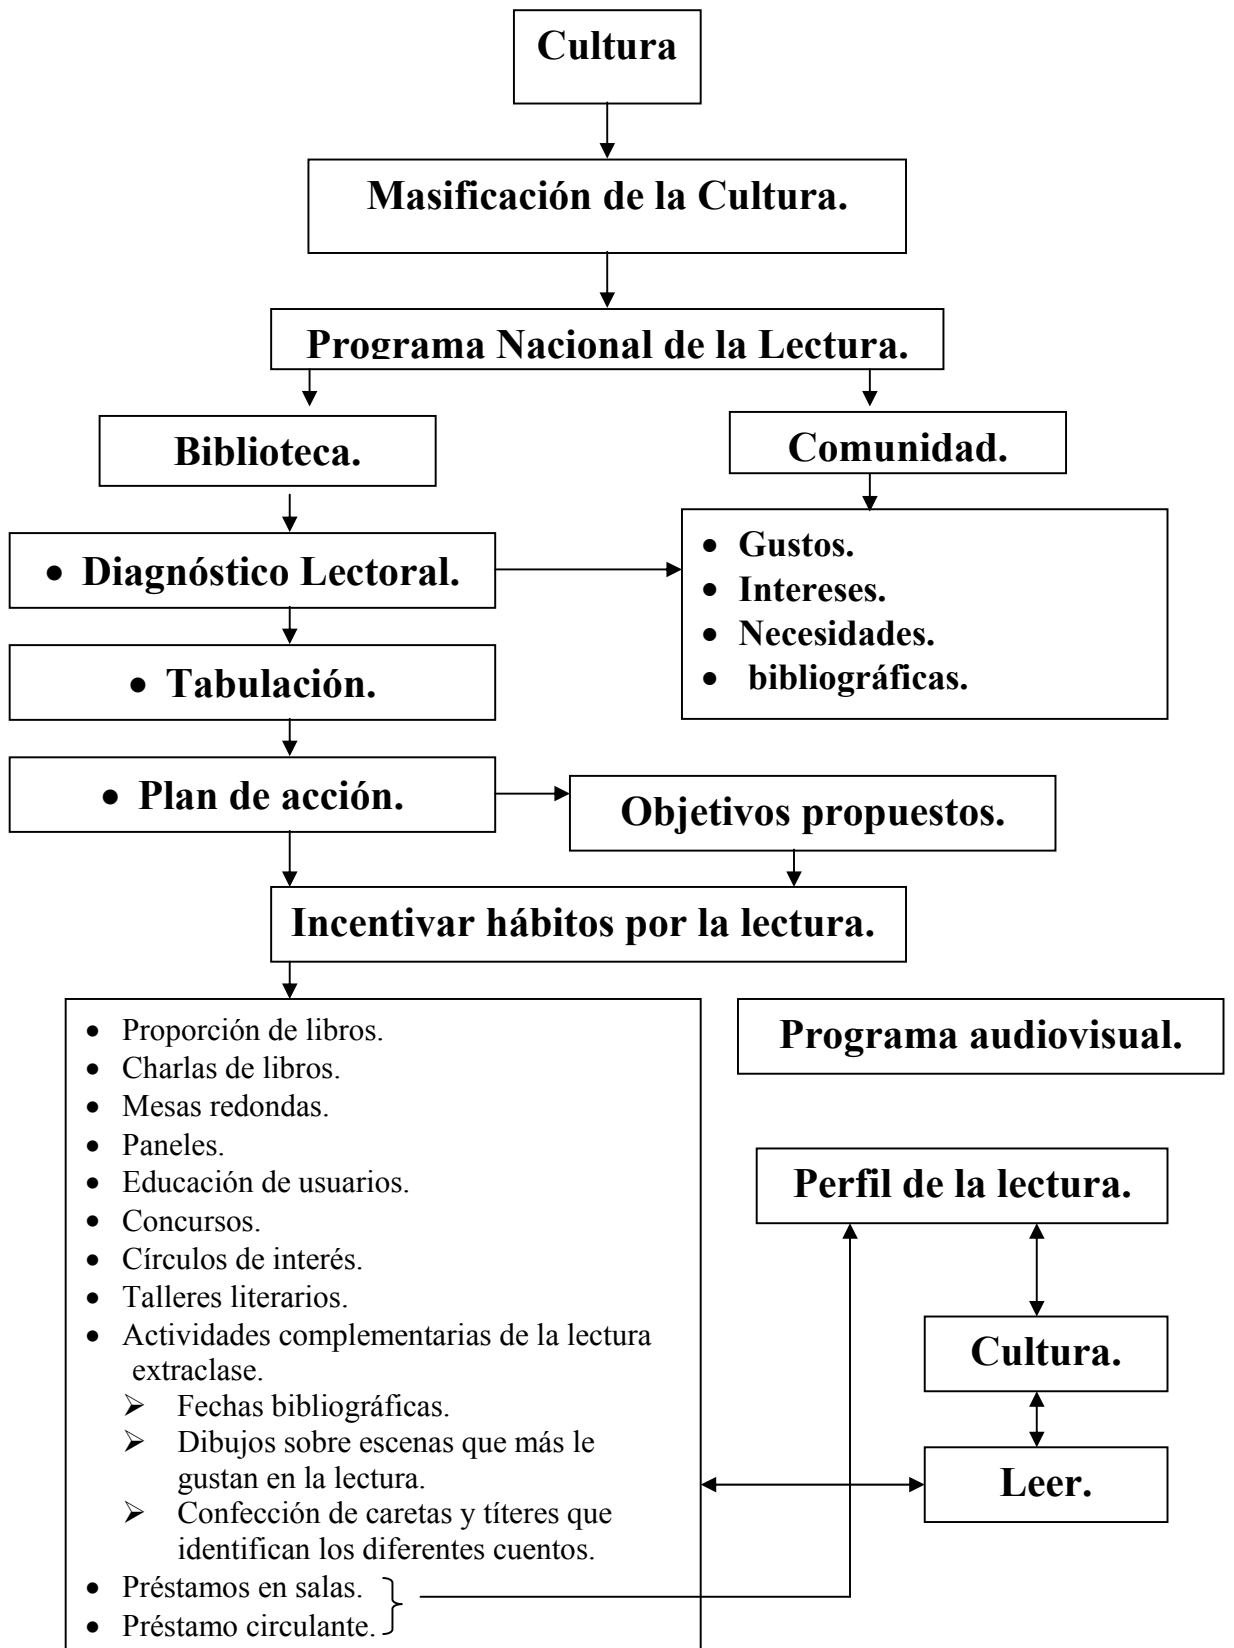 Cultura
Masificación de la Cultura.
Programa Nacional de la Lectura.
Biblioteca.
Comunidad.
• Diagnóstico Lectoral.
• Gustos.
• Intereses.
• Necesidades.
• bibliográficas.
• Tabulación.
• Plan de acción.
Objetivos propuestos.
Incentivar hábitos por la lectura.
• Proporción de libros.
• Charlas de libros.
• Mesas redondas.
• Paneles.
• Educación de usuarios.
• Concursos.
• Círculos de interés.
• Talleres literarios.
• Actividades complementarias de la lectura
extraclase.
➢ Fechas bibliográficas.
➢ Dibujos sobre escenas que más le
gustan en la lectura.
➢ Confección de caretas y títeres que
identifican los diferentes cuentos.
• Préstamos en salas.
• Préstamo circulante.
Programa audiovisual.
Perfil de la lectura.
Cultura.
Leer.